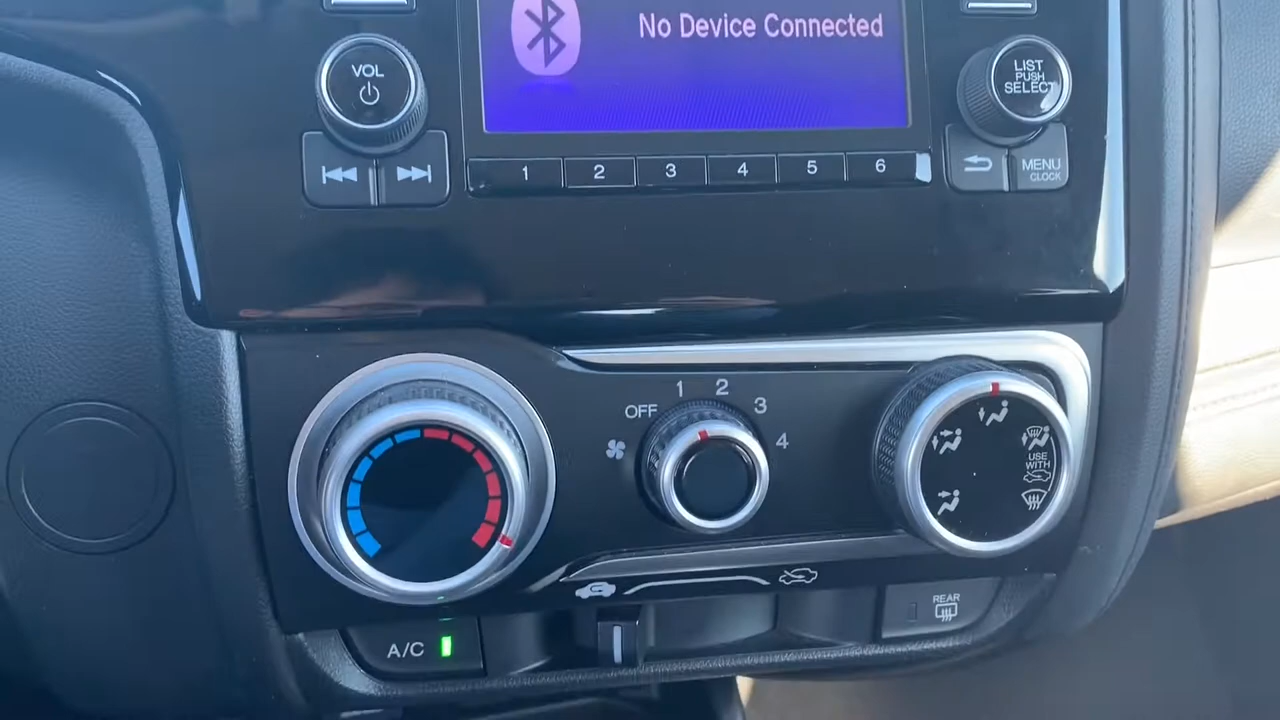 No Device Connected
VOL
LIST
PUSH
SELECT
1 2 3 4 5 6
MENU
CLOCK
OFF 1 2 3 4
USE
WITH
A/C
REAR